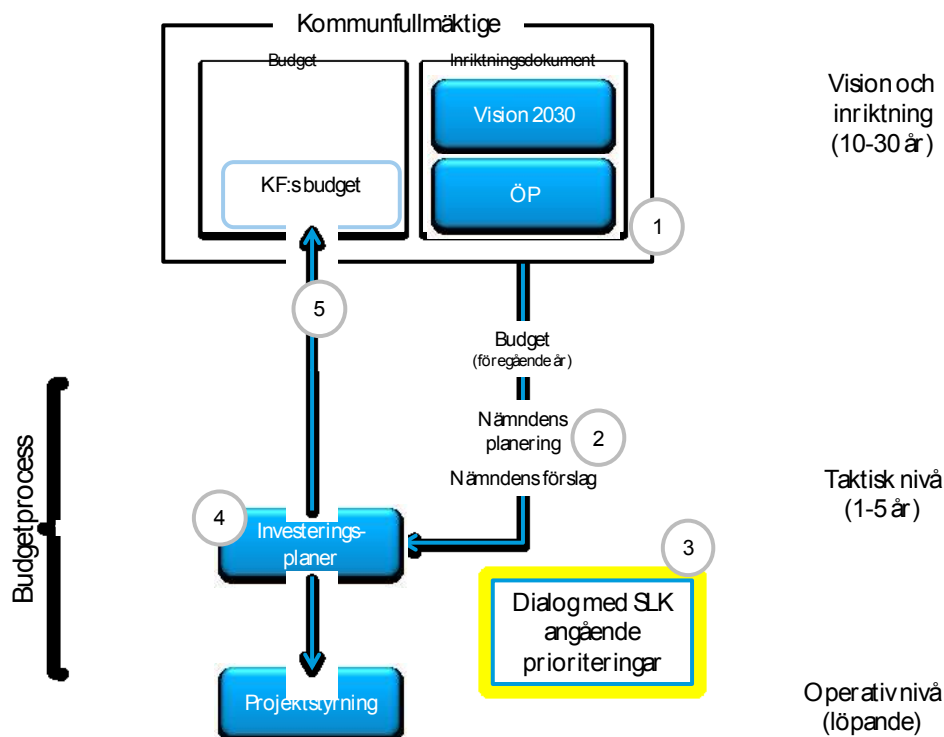 Kommunfullmäktige
Budget
Inriktningsdokument
Vision 2030
KF:s budget
ÖP
1
Vision och
inriktning
(10-30 år)
5
Budget
(föregående år)
Nämndens
planering
2
Nämndens förslag
Taktisk nivå
(1-5 år)
Budgetprocess
4
Investerings-
planer
3
Dialog med SLK
angående
prioriteringar
Projektstyrning
Operativ nivå
(löpande)